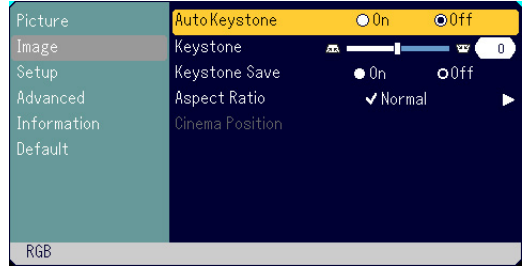 Picture
Image
Setup
Advanced
Information
Default
Auto Keystone On Off
Keystone 0
Keystone Save On Off
Aspect Ratio Normal
Cinema Position
RGB